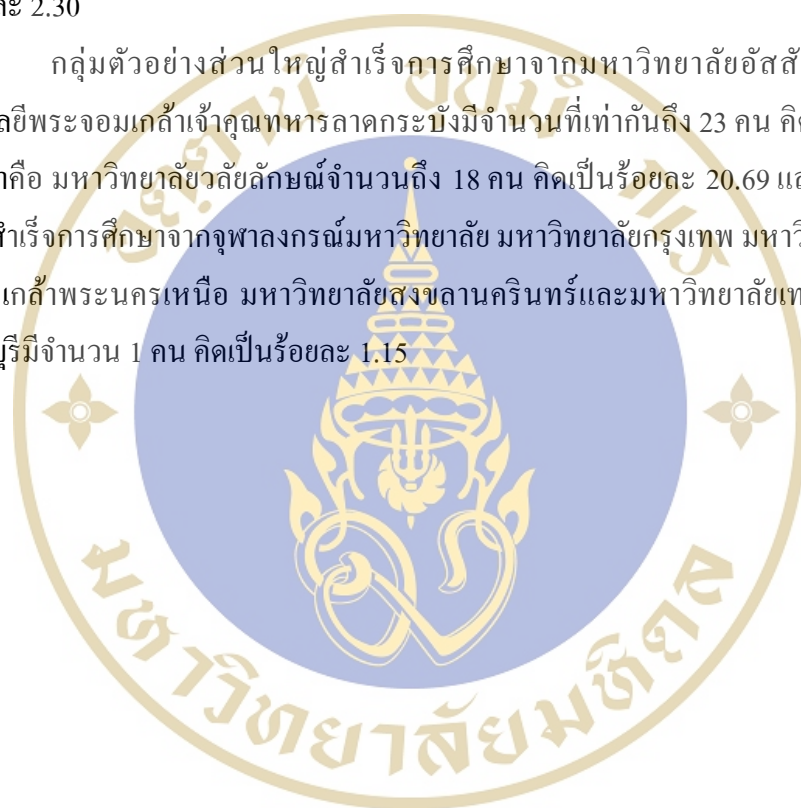 ละ 2.30
กลุ่มตัวอย่างส่วนใหญ่สำเร็จการศึกษาจากมหาวิทยาลัยอัสสั
ลยีพระจอมเกล้าเจ้าคุณทหารลาดกระบังมีจำนวนที่เท่ากันถึง 23 คน คิด
าคือ มหาวิทยาลัยวลัยลักษณ์จำนวนถึง 18 คน คิดเป็นร้อยละ 20.69 แล
สำเร็จการศึกษาจากจุฬาลงกรณ์มหาวิทยาลัย มหาวิทยาลัยกรุงเทพ มหาวิ
เกล้าพระนครเหนือ มหาวิทยาลัยสงขลานครินทร์และมหาวิทยาลัยเท
บุรีมีจำนวน 1 คน คิดเป็นร้อยละ 1.15
อตฺตานํ อุปมํ กเร
มหาวิทยาลัยมหิดล